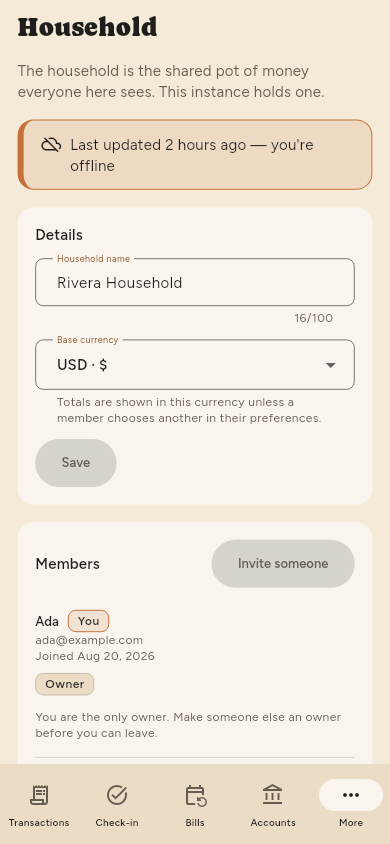 Household
The household is the shared pot of money
everyone here sees. This instance holds one.
Last updated 2 hours ago — you're
offline
Details
Household name
Rivera Household
16/100
Base currency
USD · $
Totals are shown in this currency unless a
member chooses another in their preferences.
Save
Members
Invite someone
Ada
You
ada@example.com
Joined Aug 20, 2026
Owner
You are the only owner. Make someone else an owner
before you can leave.
Transactions
Check-in
Bills
Accounts
More